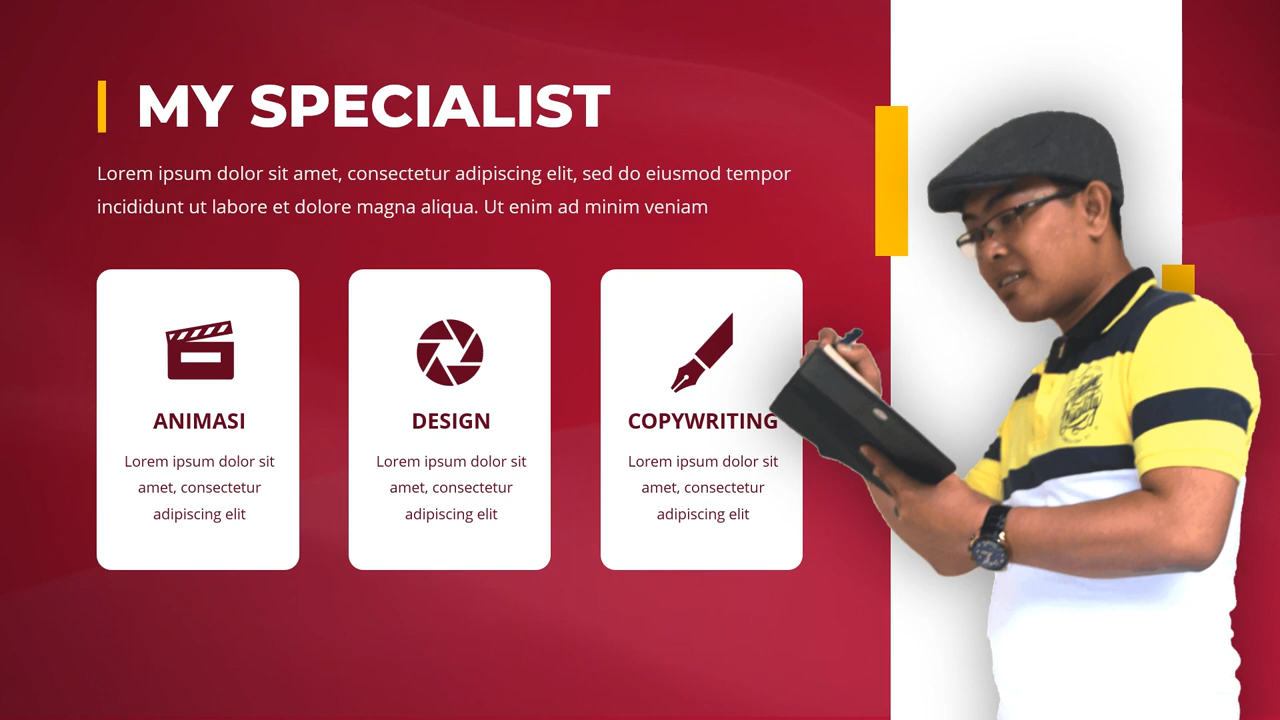 MY SPECIALIST
Lorem ipsum dolor sit amet, consectetur adipiscing elit, sed do eiusmod tempor
incididunt ut labore et dolore magna aliqua. Ut enim ad minim veniam
ANIMASI
Lorem ipsum dolor sit
amet, consectetur
adipiscing elit
DESIGN
Lorem ipsum dolor sit
amet, consectetur
adipiscing elit
COPYWRITING
Lorem ipsum dolor sit
amet, consectetur
adipiscing elit